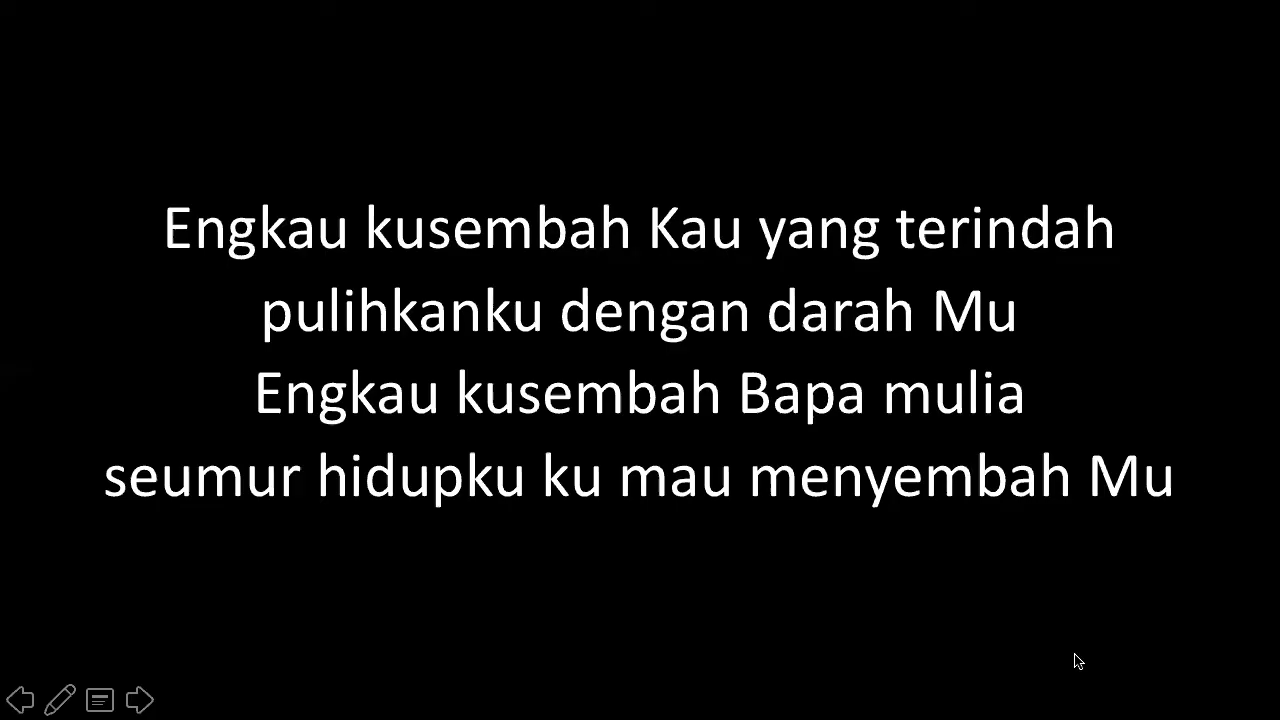 Engkau kusembah Kau yang terindah
pulihkanku dengan darah Mu
Engkau kusembah Bapa mulia
seumur hidupku ku mau menyembah Mu